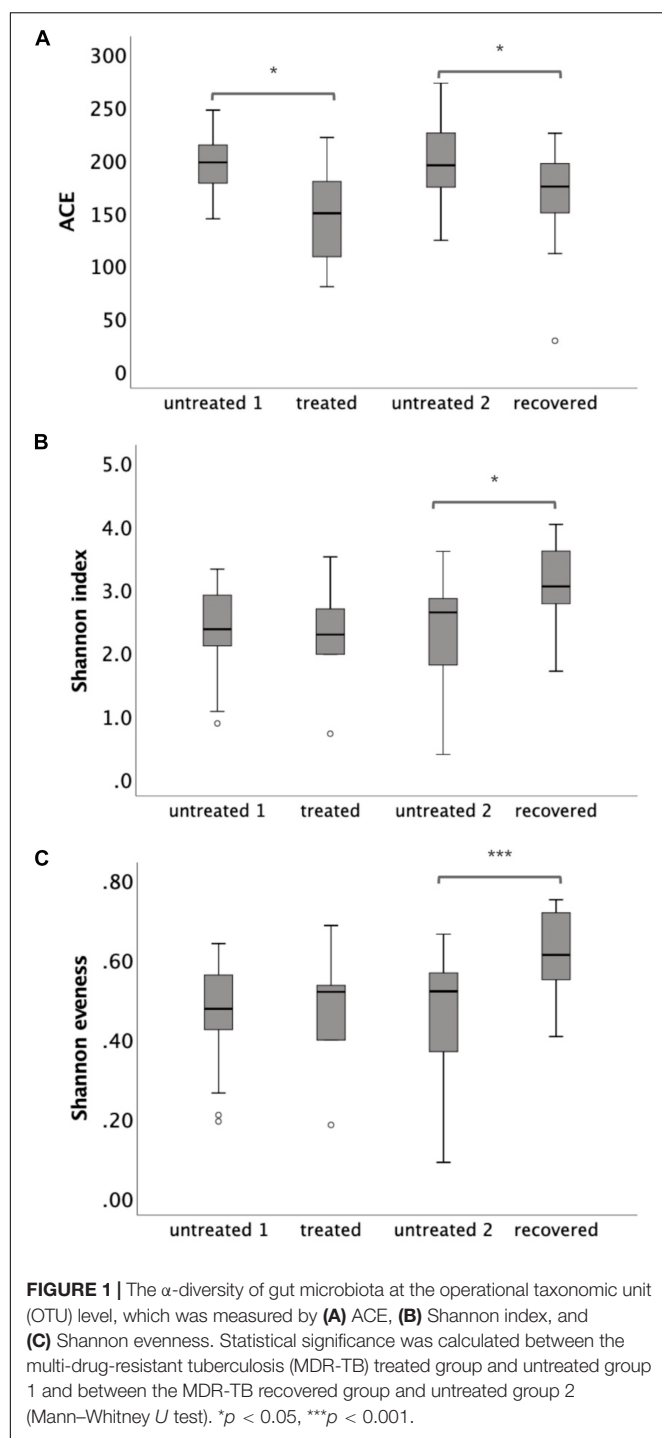 A
*
*
300
250
200
150
100
50
0
ACE
untreated 1 treated untreated 2 recovered
B
*
5.0
4.0
3.0
2.0
1.0
.0
Shannon index
untreated 1 treated untreated 2 recovered
C
***
.80
.60
.40
.20
.00
Shannon eveness
untreated 1 treated untreated 2 recovered
FIGURE 1 | The α-diversity of gut microbiota at the operational taxonomic unit
(OTU) level, which was measured by (A) ACE, (B) Shannon index, and
(C) Shannon evenness. Statistical significance was calculated between the
multi-drug-resistant tuberculosis (MDR-TB) treated group and untreated group
1 and between the MDR-TB recovered group and untreated group 2
(Mann–Whitney U test). *p < 0.05, ***p < 0.001.